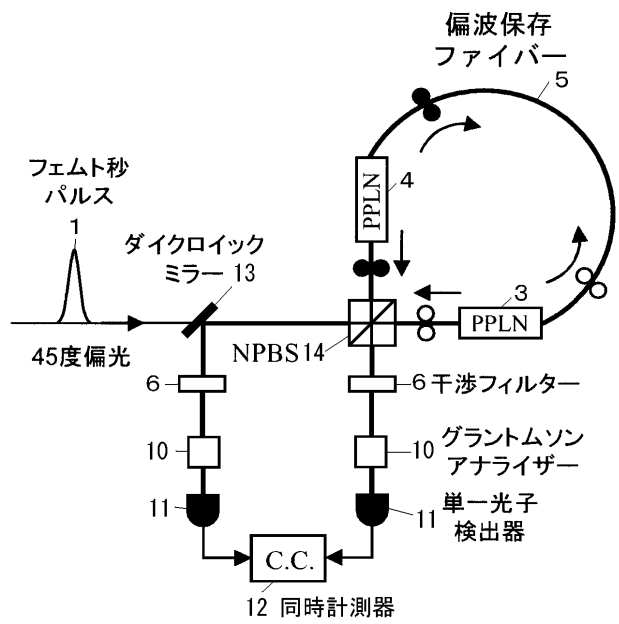 偏波保存
ファイバー
5
フェムト秒
パルス
1
4
PPLN
ダイクロイック
ミラー 13
3
PPLN
45度偏光
NPBS14
6
6 干渉フィルター
10
10 グラントムソン
アナライザー
11
11 単一光子
検出器
C.C.
12 同時計測器